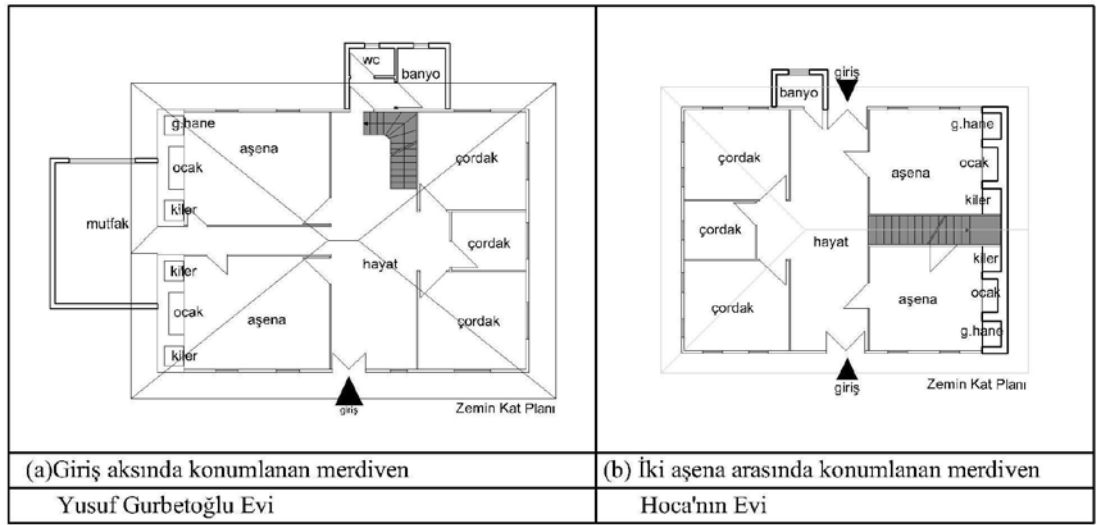 wc
banyo
g.hane
aşena
çordak
ocak
kiler
mutfak
çordak
hayat
kiler
ocak
aşena
çordak
kiler
giriş
Zemin Kat Planı
giriş
banyo
g.hane
çordak
ocak
aşena
kiler
çordak
hayat
kiler
aşena
ocak
çordak
g.hane
giriş
Zemin Kat Planı
(a)Giriş aksında konumlanan merdiven
(b) İki aşena arasında konumlanan merdiven
Yusuf Gurbetoğlu Evi
Hoca'nın Evi